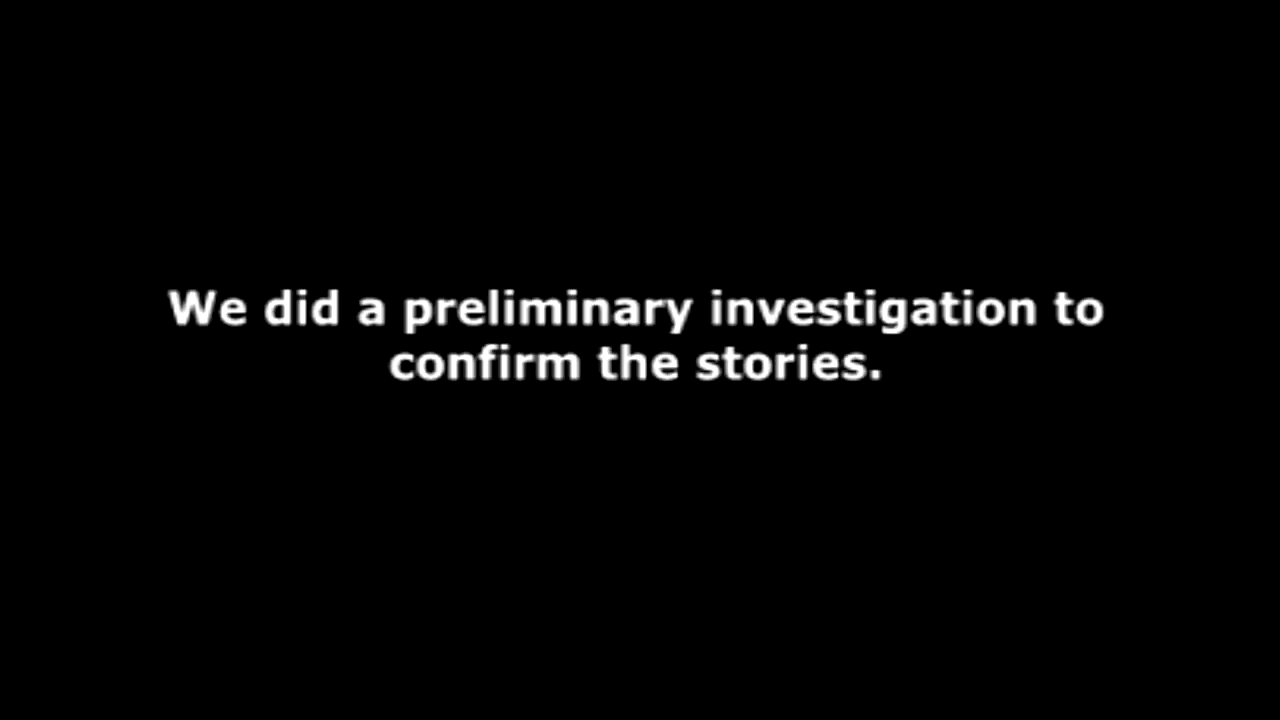 We did a preliminary investigation to
confirm the stories.